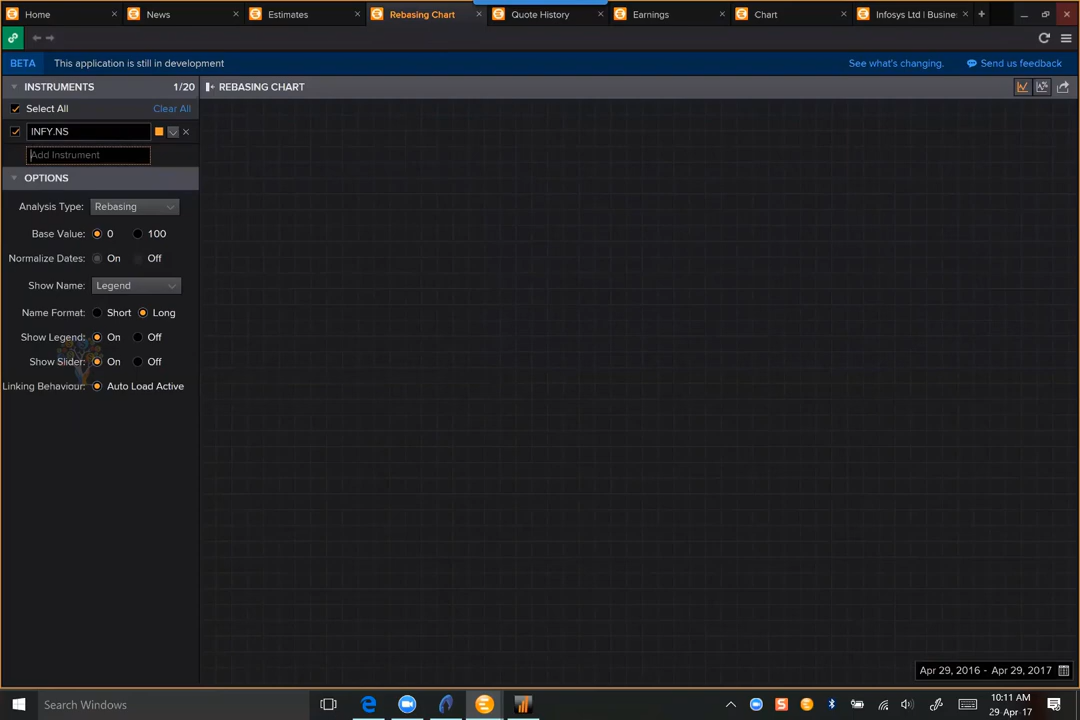 Home
News
Estimates
Rebasing Chart
Quote History
Earnings
Chart
Infosys Ltd | Busine
BETA
This application is still in development
See what's changing.
Send us feedback
INSTRUMENTS
1/20
REBASING CHART
Select All
Clear All
INFY.NS
Add Instrument
OPTIONS
Analysis Type:
Rebasing
Base Value:
0
100
Normalize Dates:
On
Off
Show Name:
Legend
Name Format:
Short
Long
Show Legend:
On
Off
Show Slider:
On
Off
Linking Behaviour:
Auto Load Active
Apr 29, 2016 - Apr 29, 2017
Search Windows
10:11 AM
29 Apr 17